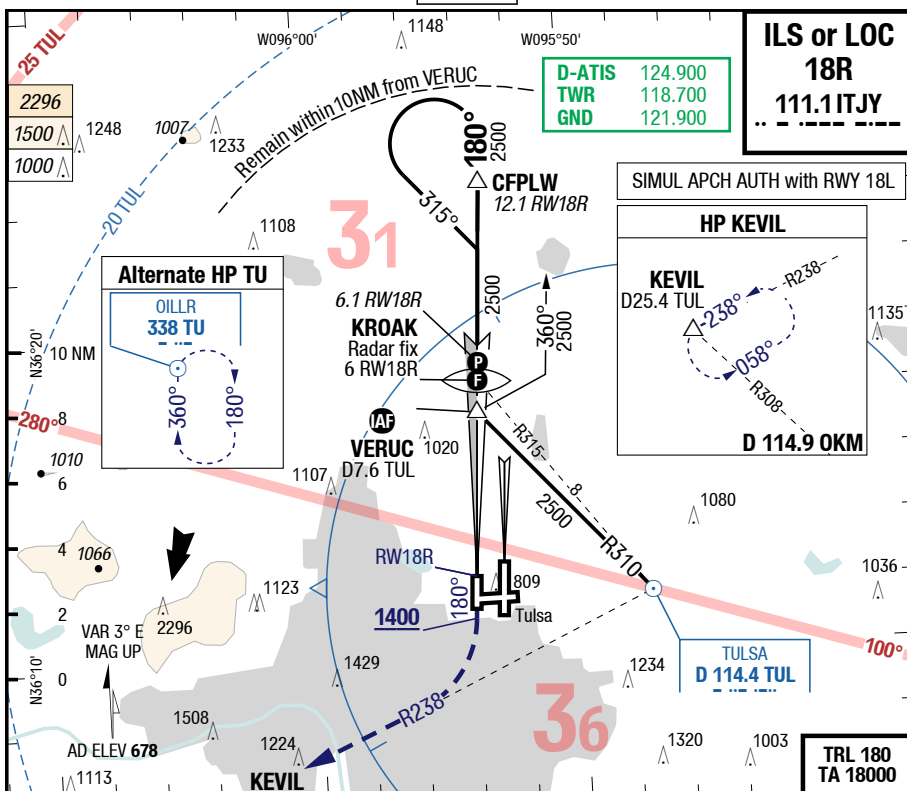 25 TUL
W096°00'
1148
W095°50'
ILS or LOC
18R
111.1 ITJY
D-ATIS 124.900
TWR 118.700
GND 121.900
2296
1500
1000
1248
1007
1233
Remain within 10NM from VERUC
180°
2500
CFPLW
12.1 RW18R
SIMUL APCH AUTH with RWY 18L
20 TUL
315°
1108
31
HP KEVIL
KEVIL
D25.4 TUL
R238
238°
058°
R308
D 114.9 OKM
1135
Alternate HP TU
OILLR
338 TU
360°
180°
2500
360°
2500
6.1 RW18R
KROAK
Radar fix
6 RW18R
P
F
N36°20'
10 NM
8
6
4
2
0
280°
IAF
VERUC
D7.6 TUL
1020
R315
8
2500
R310
1010
1107
1080
1066
1036
RW18R
180°
809
Tulsa
1123
1400
2296
VAR 3° E
MAG UP
TULSA
D 114.4 TUL
100°
N36°10'
1429
1234
R238
36
1508
AD ELEV 678
1224
1320
1003
KEVIL
1113
TRL 180
TA 18000